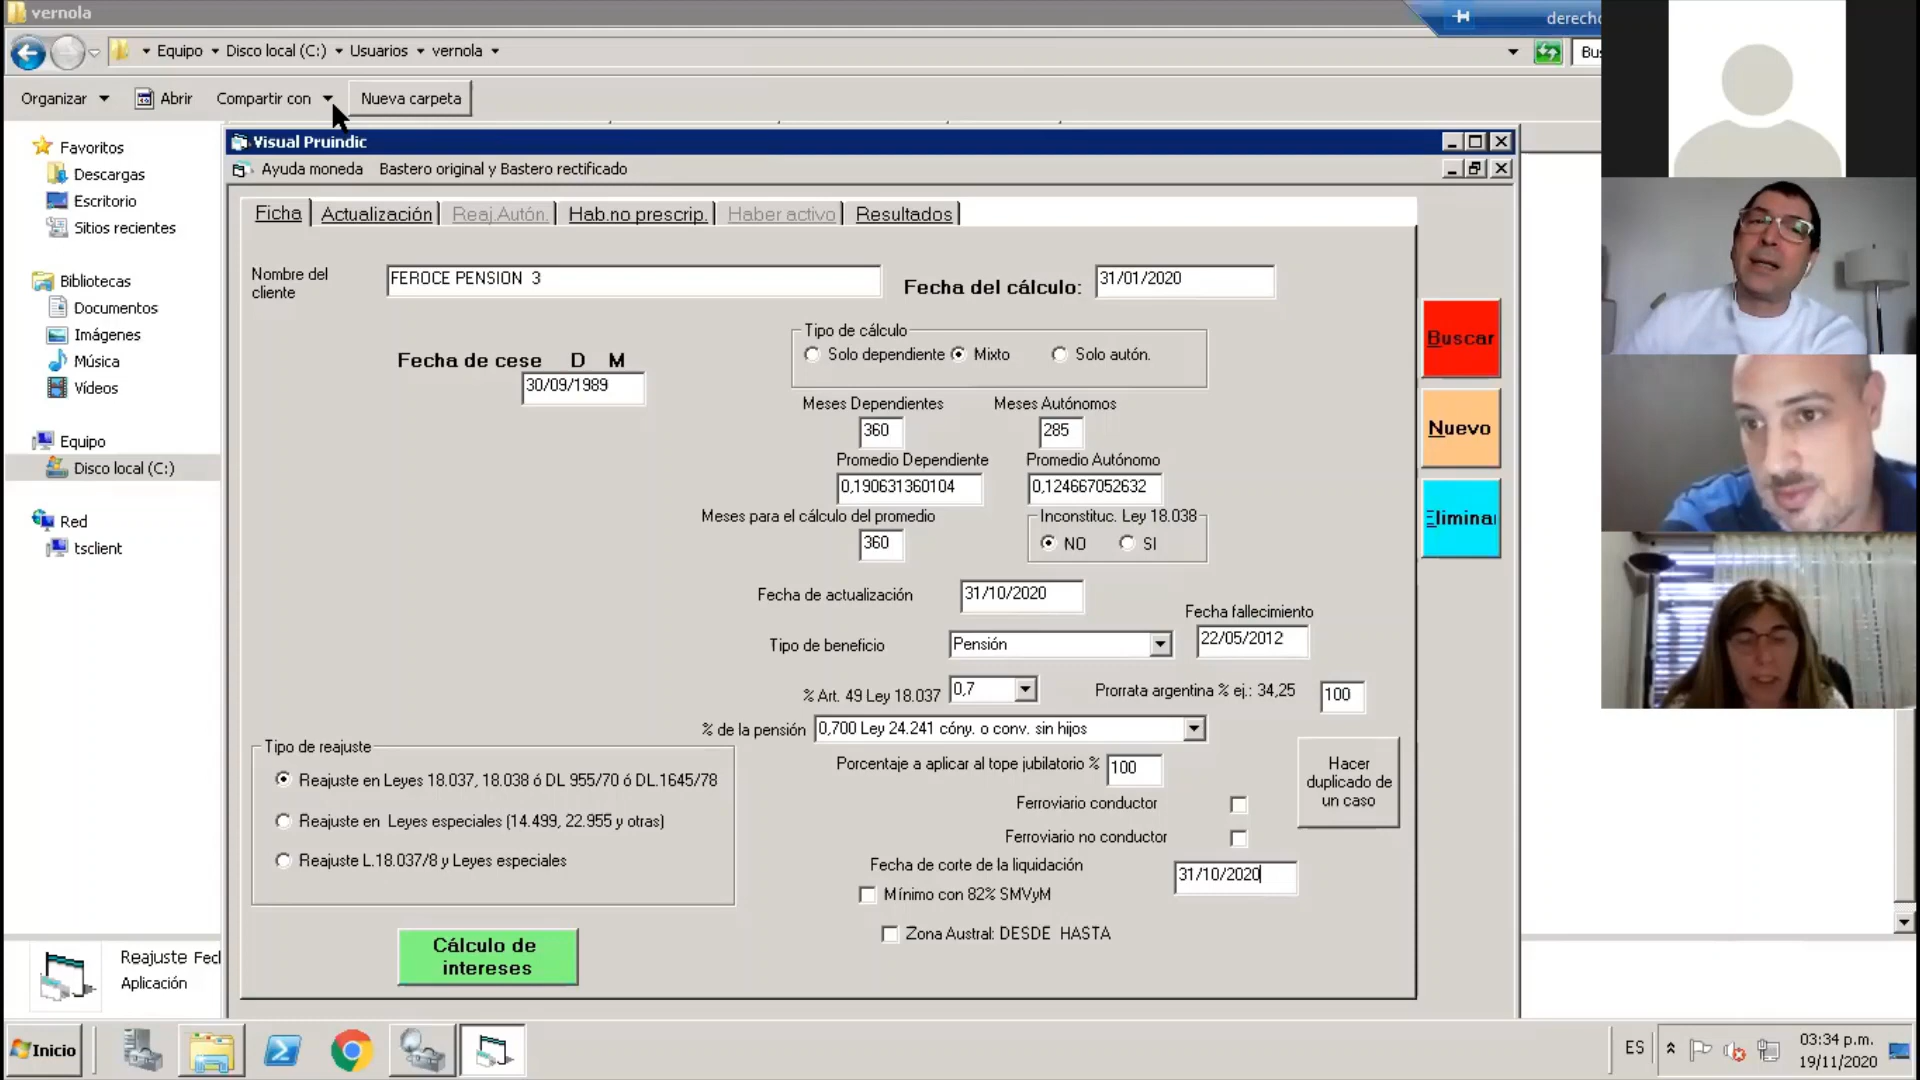 vernola
derecho
Equipo
Disco local (C:)
Usuarios
vernola
Organizar
Abrir
Compartir con
Nueva carpeta
Favoritos
Descargas
Escritorio
Sitios recientes
Bibliotecas
Documentos
Imágenes
Música
Vídeos
Equipo
Disco local (C:)
Red
tsclient
Visual Pruindic
Ayuda moneda Bastero original y Bastero rectificado
Ficha Actualización Reaj.Autón. Hab.no prescrip. Haber activo Resultados
Nombre del
cliente
FEROCE PENSION 3
Fecha del cálculo:
31/01/2020
Fecha de cese D M
30/09/1989
Tipo de cálculo
Solo dependiente Mixto Solo autón.
Meses Dependientes Meses Autónomos
360 285
Promedio Dependiente Promedio Autónomo
0,190631360104 0,124667052632
Meses para el cálculo del promedio
360
Inconstituc. Ley 18.038
NO SI
Fecha de actualización
31/10/2020
Fecha fallecimiento
22/05/2012
Tipo de beneficio
Pensión
% Art. 49 Ley 18.037
0,7
Prorrata argentina % ej.: 34,25
100
% de la pensión
0,700 Ley 24.241 cóny. o conv. sin hijos
Porcentaje a aplicar al tope jubilatorio %
100
Hacer
duplicado de
un caso
Ferroviario conductor
Ferroviario no conductor
Fecha de corte de la liquidación
31/10/2020
Mínimo con 82% SMVyM
Zona Austral: DESDE HASTA
Tipo de reajuste
Reajuste en Leyes 18.037, 18.038 ó DL 955/70 ó DL.1645/78
Reajuste en Leyes especiales (14.499, 22.955 y otras)
Reajuste L.18.037/8 y Leyes especiales
Cálculo de
intereses
Buscar
Nuevo
Elimina
Reajuste Fecl
Aplicación
Inicio
ES
03:34 p.m.
19/11/2020